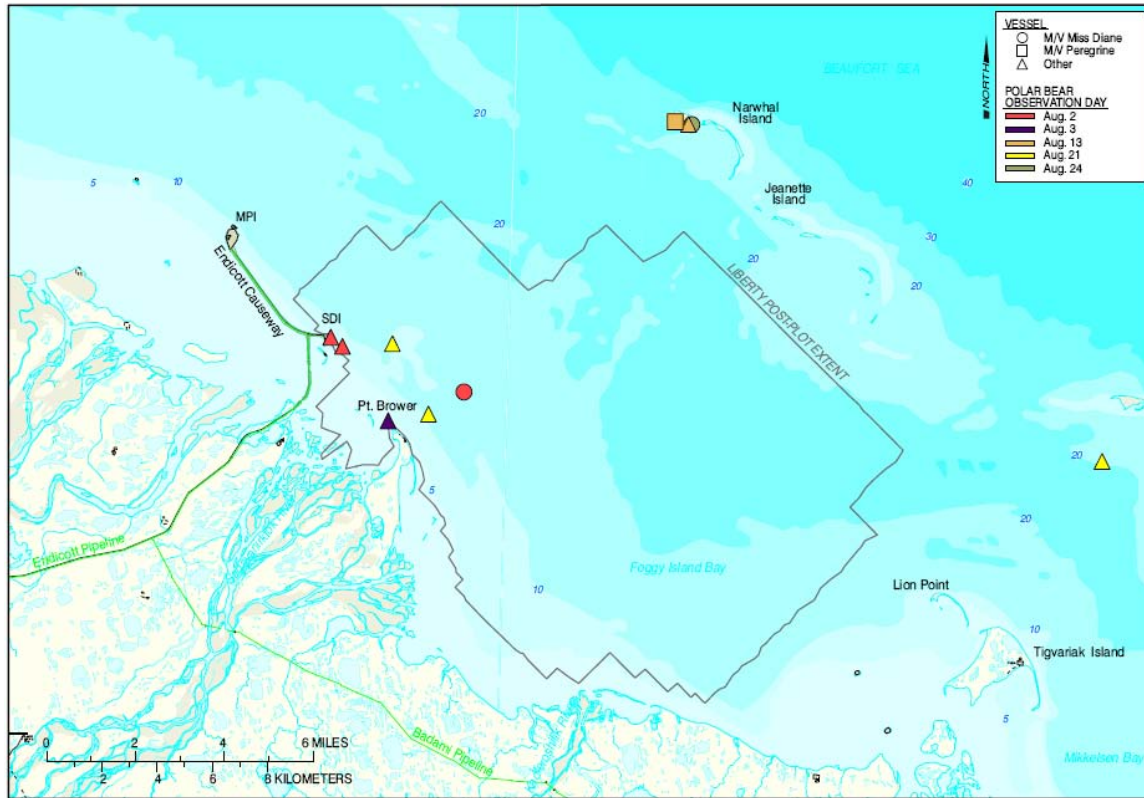 VESSEL
M/V Miss Diane
M/V Peregrine
Other
POLAR BEAR
OBSERVATION DAY
Aug. 2
Aug. 3
Aug. 13
Aug. 21
Aug. 24
NORTH
BEAUFORT SEA
Narwhal
Island
20
40
5
10
Jeanette
Island
MPI
20
30
20
20
Endicott Causeway
LIBERTY POST-PLOT EXTENT
SDI
Pt. Brower
20
5
20
Endicott Pipeline
Foggy Island Bay
10
Lion Point
10
Tigvariak Island
5
Badami Pipeline
Mikkelsen Bay
0 2 4 6 MILES
2 4 6 8 KILOMETERS